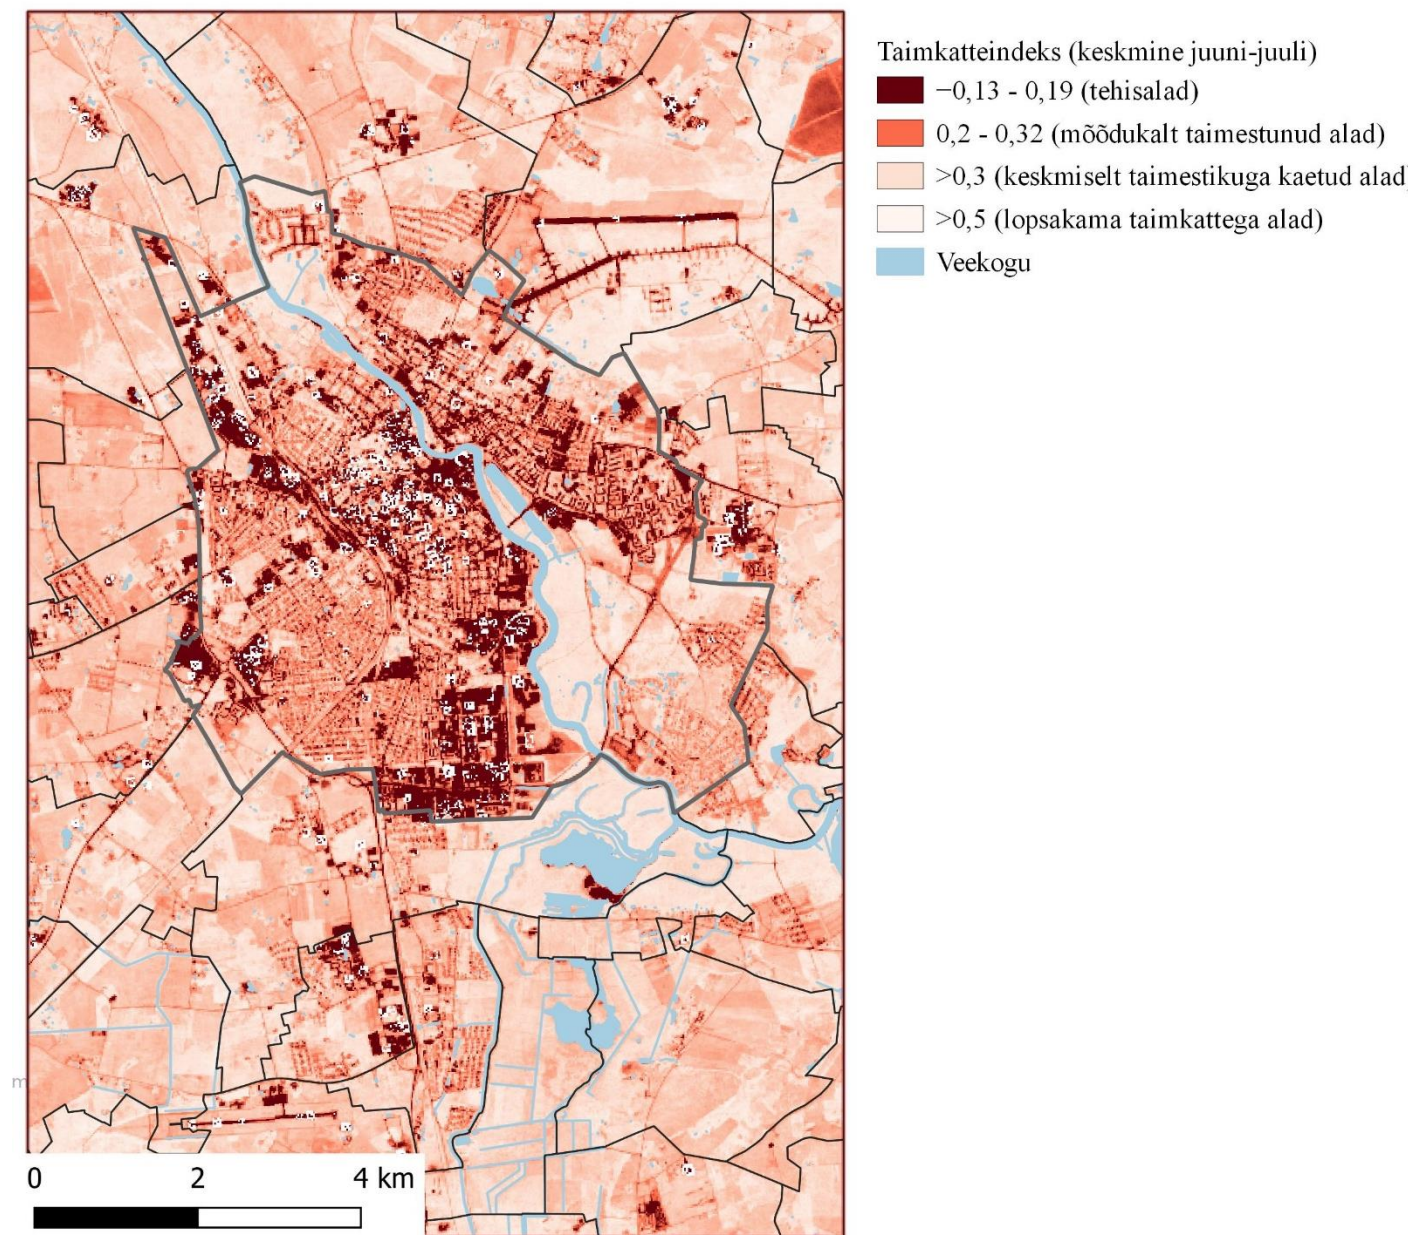 Taimkatteindeks (keskmine juuni-juuli)
−0,13 - 0,19 (tehisalad)
0,2 - 0,32 (mõõdukalt taimestunud alad)
>0,3 (keskmiselt taimestikuga kaetud alad)
>0,5 (lopsakama taimkattega alad)
Veekogu
m
0 2 4 km